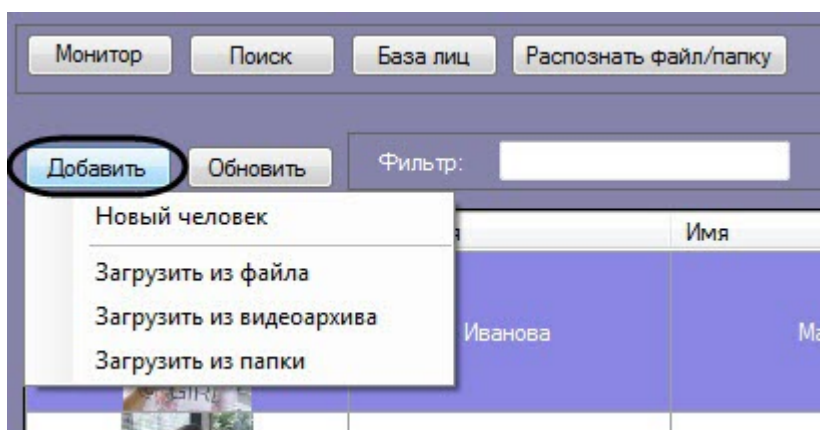 Монитор Поиск База лиц Распознать файл/папку
Добавить Обновить Фильтр:
Новый человек
Имя
Загрузить из файла
Загрузить из видеоархива
Иванова
Загрузить из папки
GIRL